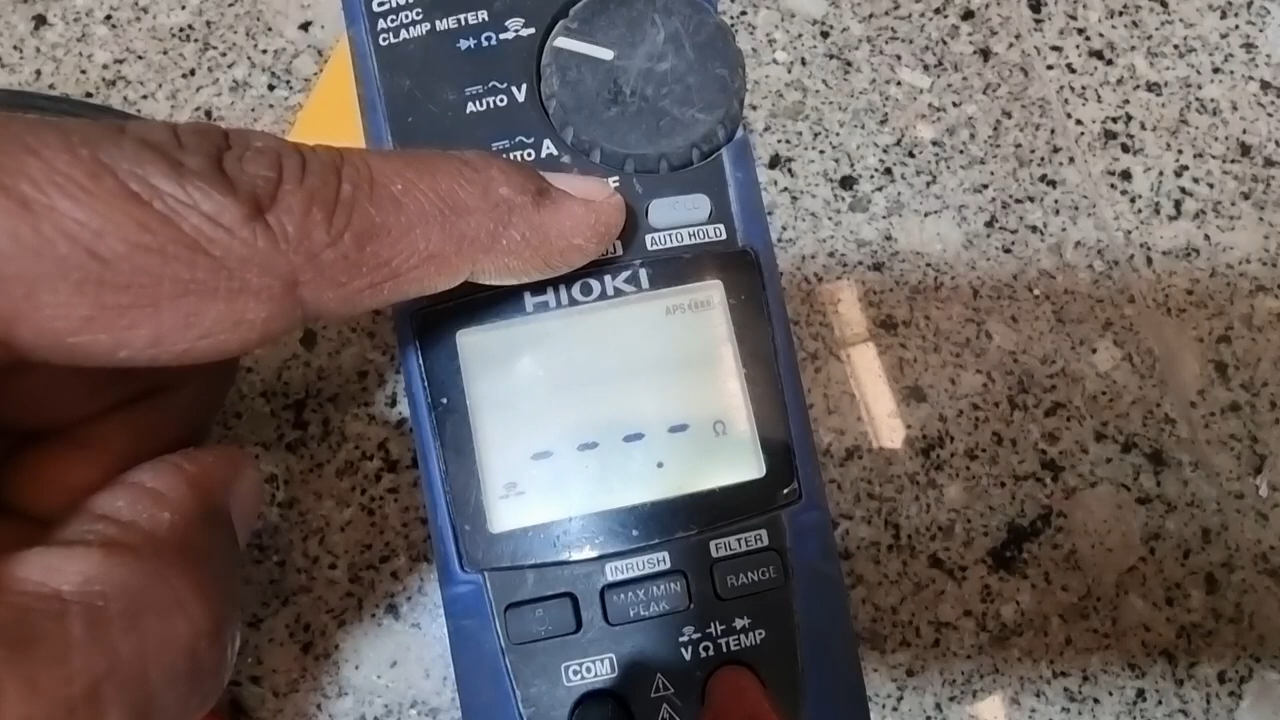 AC/DC
CLAMP METER
Ω
AUTO V
AUTO A
AUTO HOLD
HIOKI
APS
- - - - Ω
INRUSH
FILTER
MAX/MIN
PEAK
RANGE
V Ω TEMP
COM